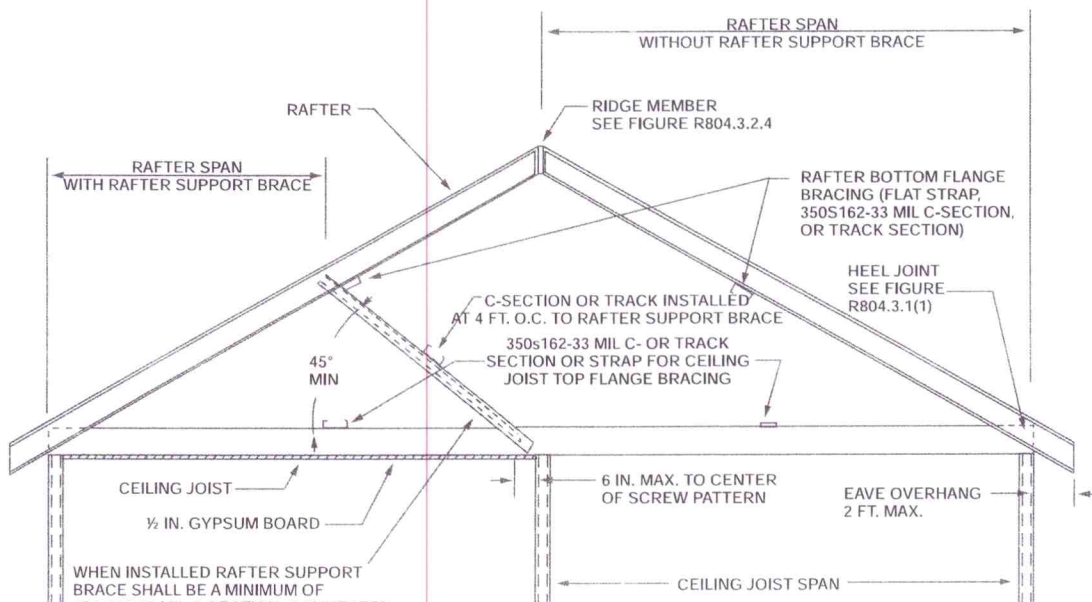 RAFTER SPAN
WITHOUT RAFTER SUPPORT BRACE
RAFTER
RIDGE MEMBER
SEE FIGURE R804.3.2.4
RAFTER SPAN
WITH RAFTER SUPPORT BRACE
RAFTER BOTTOM FLANGE
BRACING (FLAT STRAP,
350S162-33 MIL C-SECTION,
OR TRACK SECTION)
HEEL JOINT
SEE FIGURE
R804.3.1(1)
C-SECTION OR TRACK INSTALLED
AT 4 FT. O.C. TO RAFTER SUPPORT BRACE
350s162-33 MIL C- OR TRACK
SECTION OR STRAP FOR CEILING
JOIST TOP FLANGE BRACING
45°
MIN
CEILING JOIST
½ IN. GYPSUM BOARD
6 IN. MAX. TO CENTER
OF SCREW PATTERN
EAVE OVERHANG
2 FT. MAX.
WHEN INSTALLED RAFTER SUPPORT
BRACE SHALL BE A MINIMUM OF
CEILING JOIST SPAN